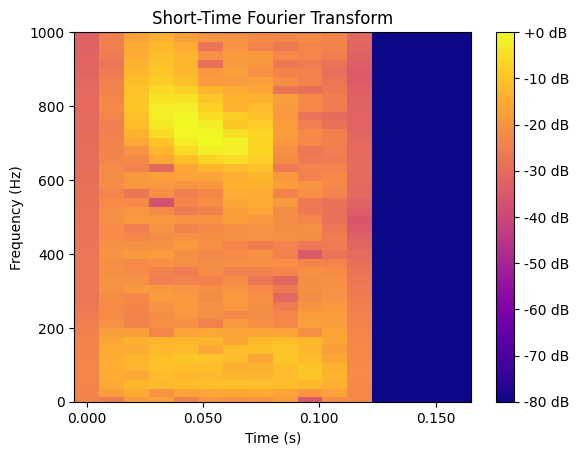 Short-Time Fourier Transform
Frequency (Hz)
1000
800
600
400
200
0
0.000 0.050 0.100 0.150
Time (s)
+0 dB
-10 dB
-20 dB
-30 dB
-40 dB
-50 dB
-60 dB
-70 dB
-80 dB